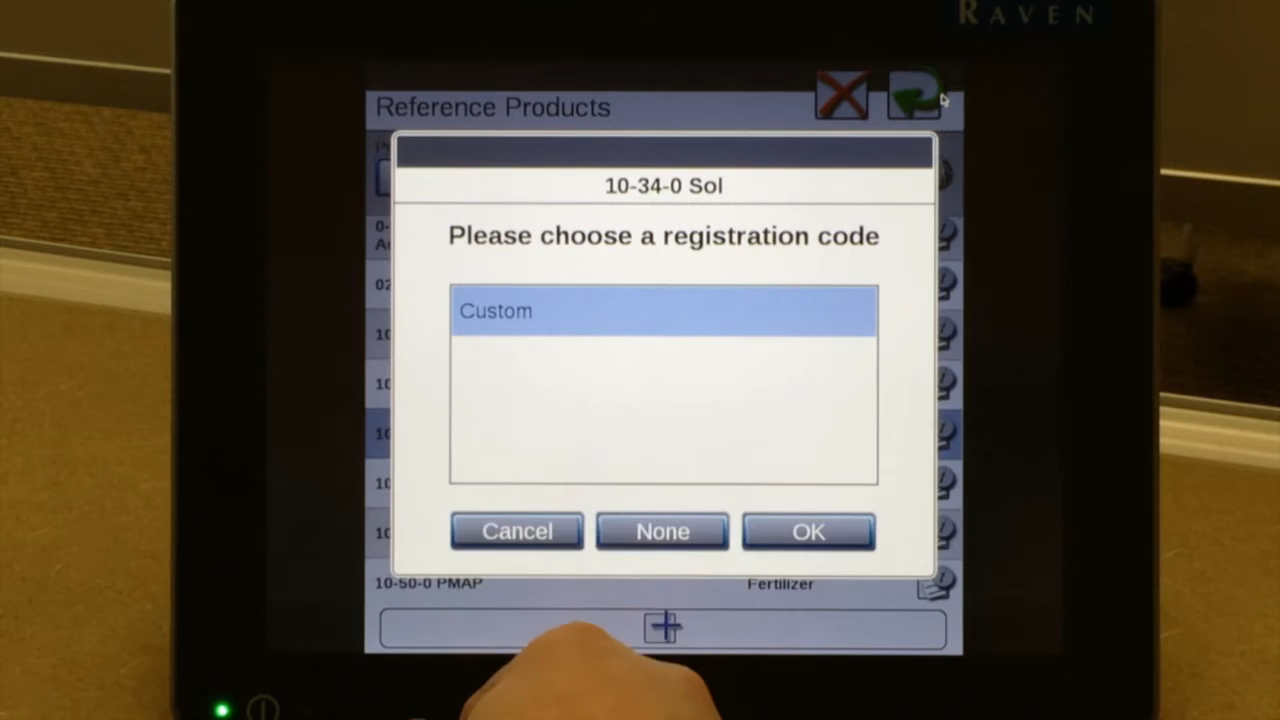 RAVEN
Reference Products
10-34-0 Sol
Please choose a registration code
Custom
Cancel None OK
10-50-0 PMAP Fertilizer